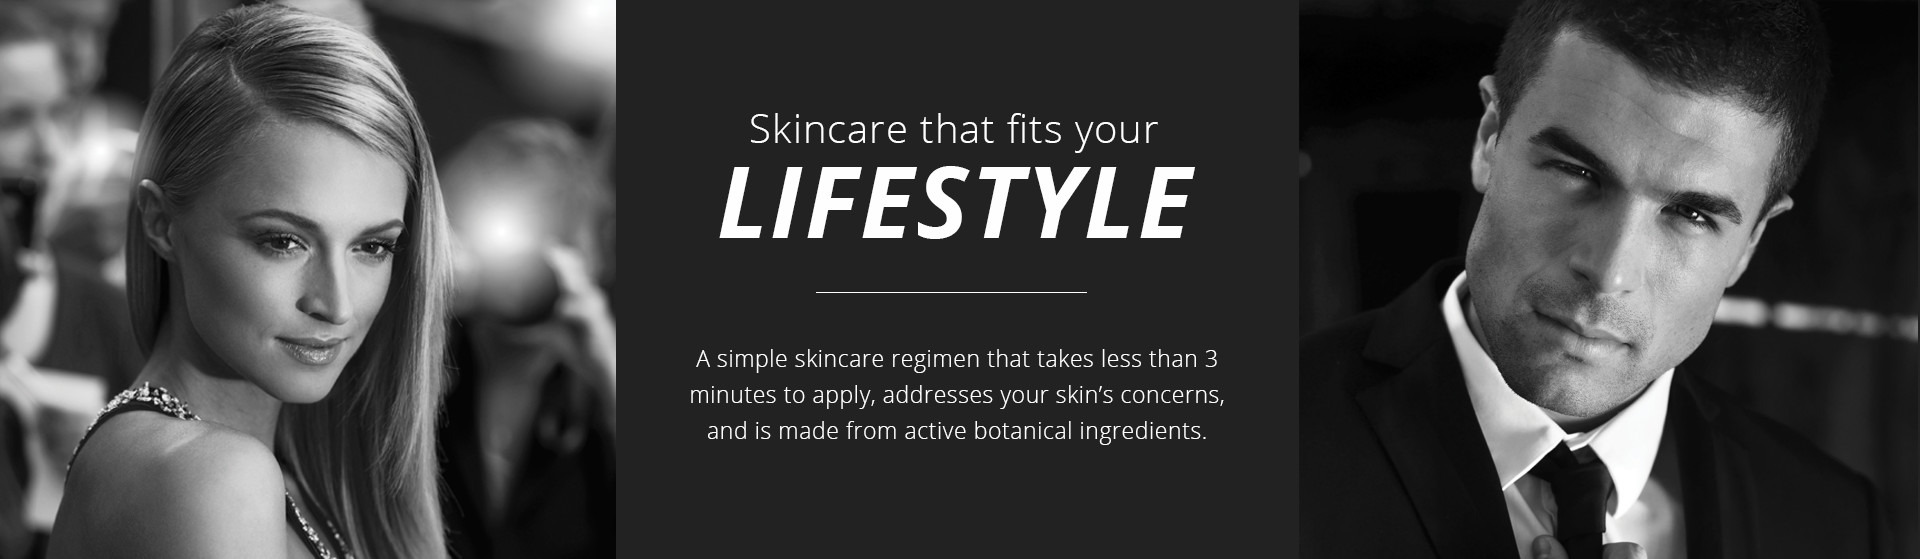 Skincare that fits your
LIFESTYLE
A simple skincare regimen that takes less than 3
minutes to apply, addresses your skin’s concerns,
and is made from active botanical ingredients.